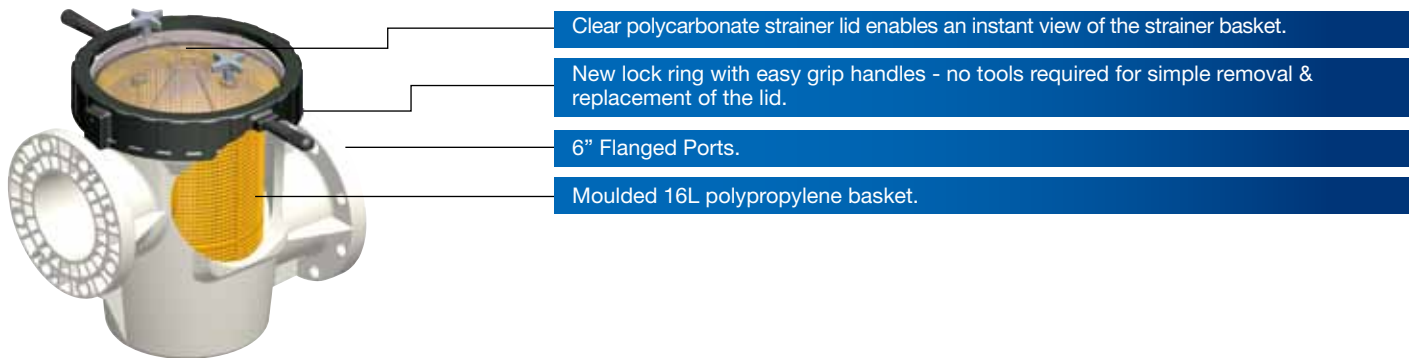 Clear polycarbonate strainer lid enables an instant view of the strainer basket.
New lock ring with easy grip handles - no tools required for simple removal &
replacement of the lid.
6” Flanged Ports.
Moulded 16L polypropylene basket.